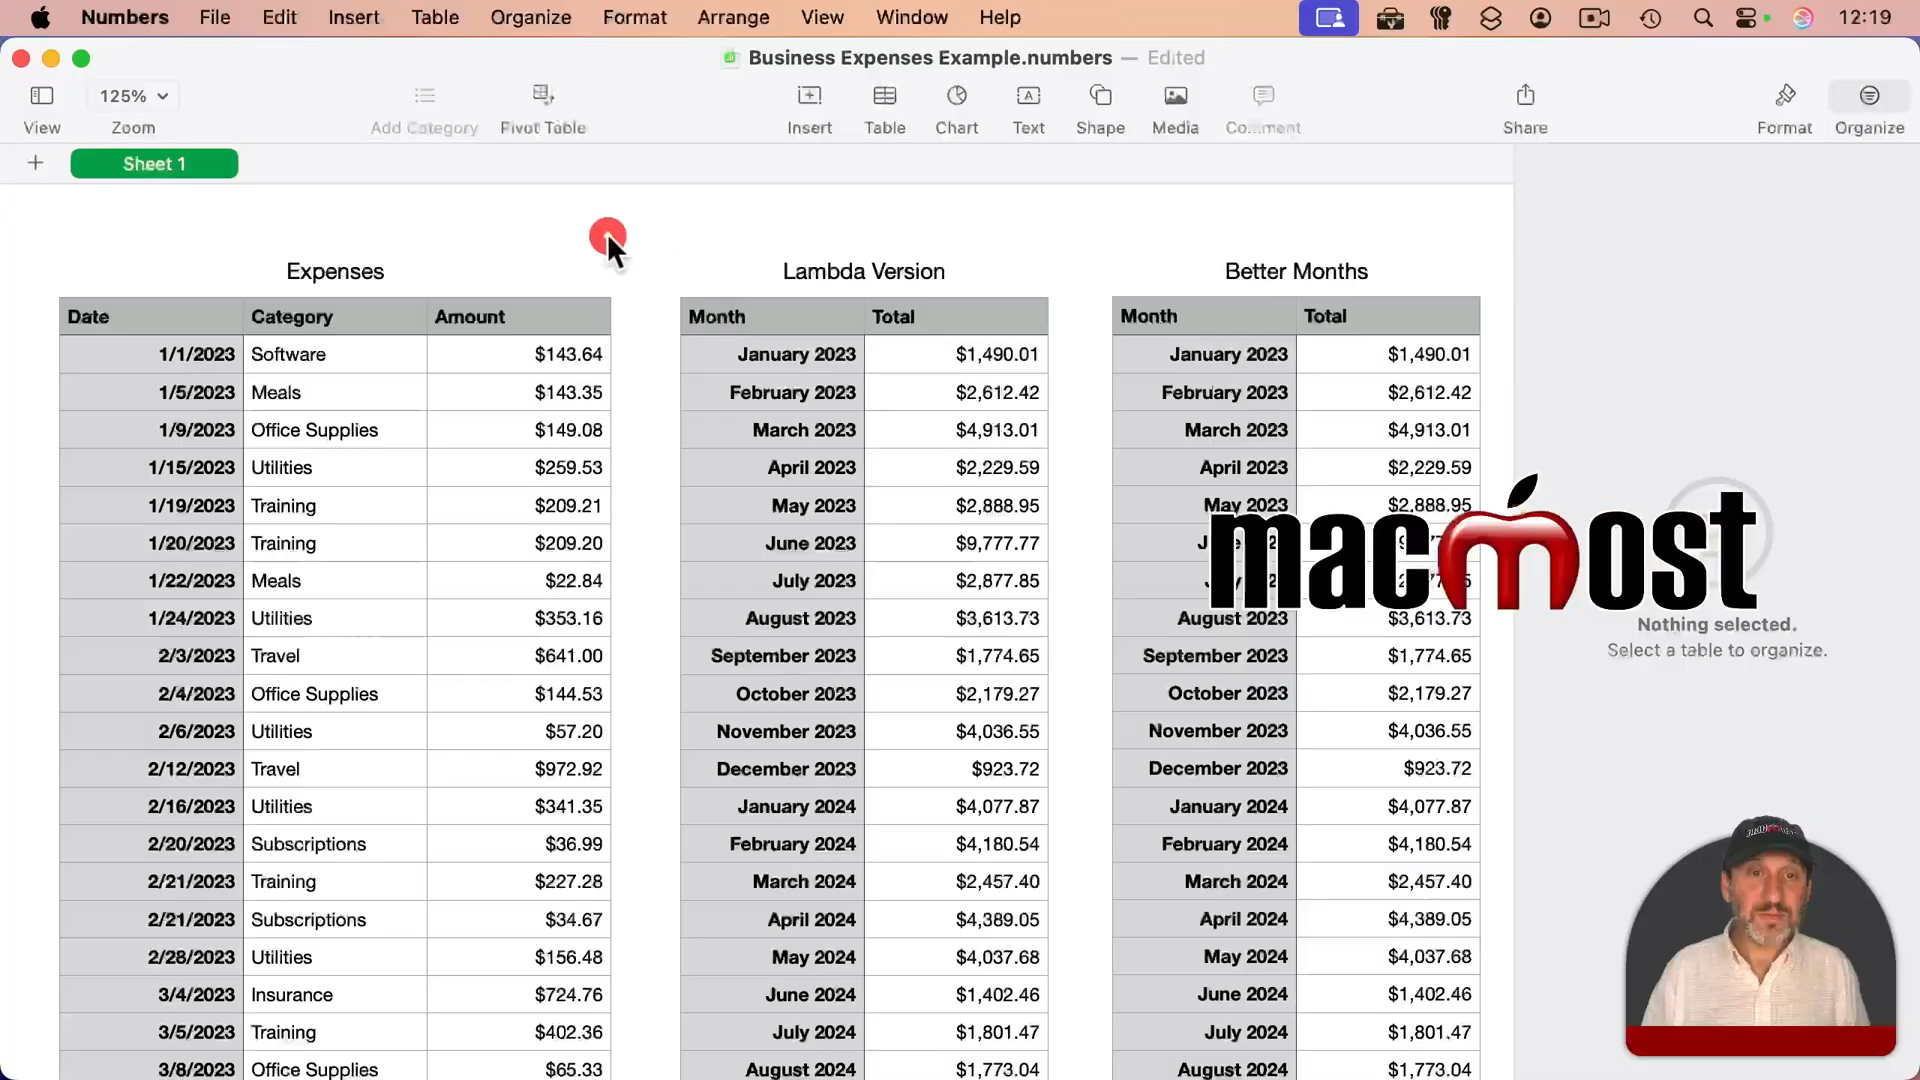 Numbers File Edit Insert Table Organize Format Arrange View Window Help 12:19
Business Expenses Example.numbers — Edited
125%
View Zoom Add Category Pivot Table Insert Table Chart Text Shape Media Comment Share Format Organize
Sheet 1
Expenses
Date Category Amount
1/1/2023 Software $143.64
1/5/2023 Meals $143.35
1/9/2023 Office Supplies $149.08
1/15/2023 Utilities $259.53
1/19/2023 Training $209.21
1/20/2023 Training $209.20
1/22/2023 Meals $22.84
1/24/2023 Utilities $353.16
2/3/2023 Travel $641.00
2/4/2023 Office Supplies $144.53
2/6/2023 Utilities $57.20
2/12/2023 Travel $972.92
2/16/2023 Utilities $341.35
2/20/2023 Subscriptions $36.99
2/21/2023 Training $227.28
2/21/2023 Subscriptions $34.67
2/28/2023 Utilities $156.48
3/4/2023 Insurance $724.76
3/5/2023 Training $402.36
3/8/2023 Office Supplies $65.33
Lambda Version
Month Total
January 2023 $1,490.01
February 2023 $2,612.42
March 2023 $4,913.01
April 2023 $2,229.59
May 2023 $2,888.95
June 2023 $9,777.77
July 2023 $2,877.85
August 2023 $3,613.73
September 2023 $1,774.65
October 2023 $2,179.27
November 2023 $4,036.55
December 2023 $923.72
January 2024 $4,077.87
February 2024 $4,180.54
March 2024 $2,457.40
April 2024 $4,389.05
May 2024 $4,037.68
June 2024 $1,402.46
July 2024 $1,801.47
August 2024 $1,773.04
Better Months
Month Total
January 2023 $1,490.01
February 2023 $2,612.42
March 2023 $4,913.01
April 2023 $2,229.59
May 2023 $2,888.95
August 2023 $3,613.73
September 2023 $1,774.65
October 2023 $2,179.27
November 2023 $4,036.55
December 2023 $923.72
January 2024 $4,077.87
February 2024 $4,180.54
March 2024 $2,457.40
April 2024 $4,389.05
May 2024 $4,037.68
June 2024 $1,402.46
July 2024 $1,801.47
August 2024 $1,773.04
macmost
Nothing selected.
Select a table to organize.